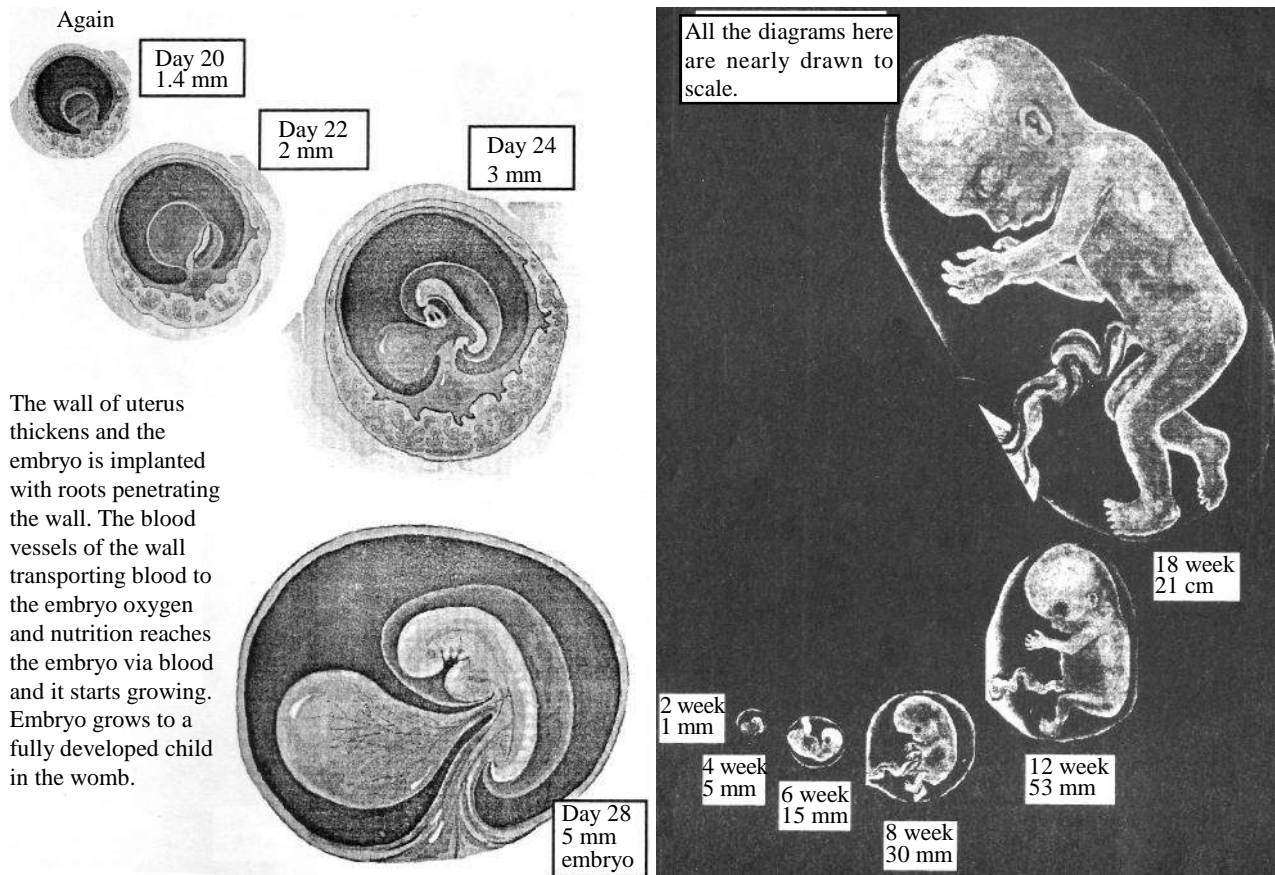 Again
Day 20
1.4 mm
Day 22
2 mm
Day 24
3 mm
The wall of uterus
thickens and the
embryo is implanted
with roots penetrating
the wall. The blood
vessels of the wall
transporting blood to
the embryo oxygen
and nutrition reaches
the embryo via blood
and it starts growing.
Embryo grows to a
fully developed child
in the womb.
Day 28
5 mm
embryo
All the diagrams here
are nearly drawn to
scale.
18 week
21 cm
2 week
1 mm
4 week
5 mm
6 week
15 mm
8 week
30 mm
12 week
53 mm